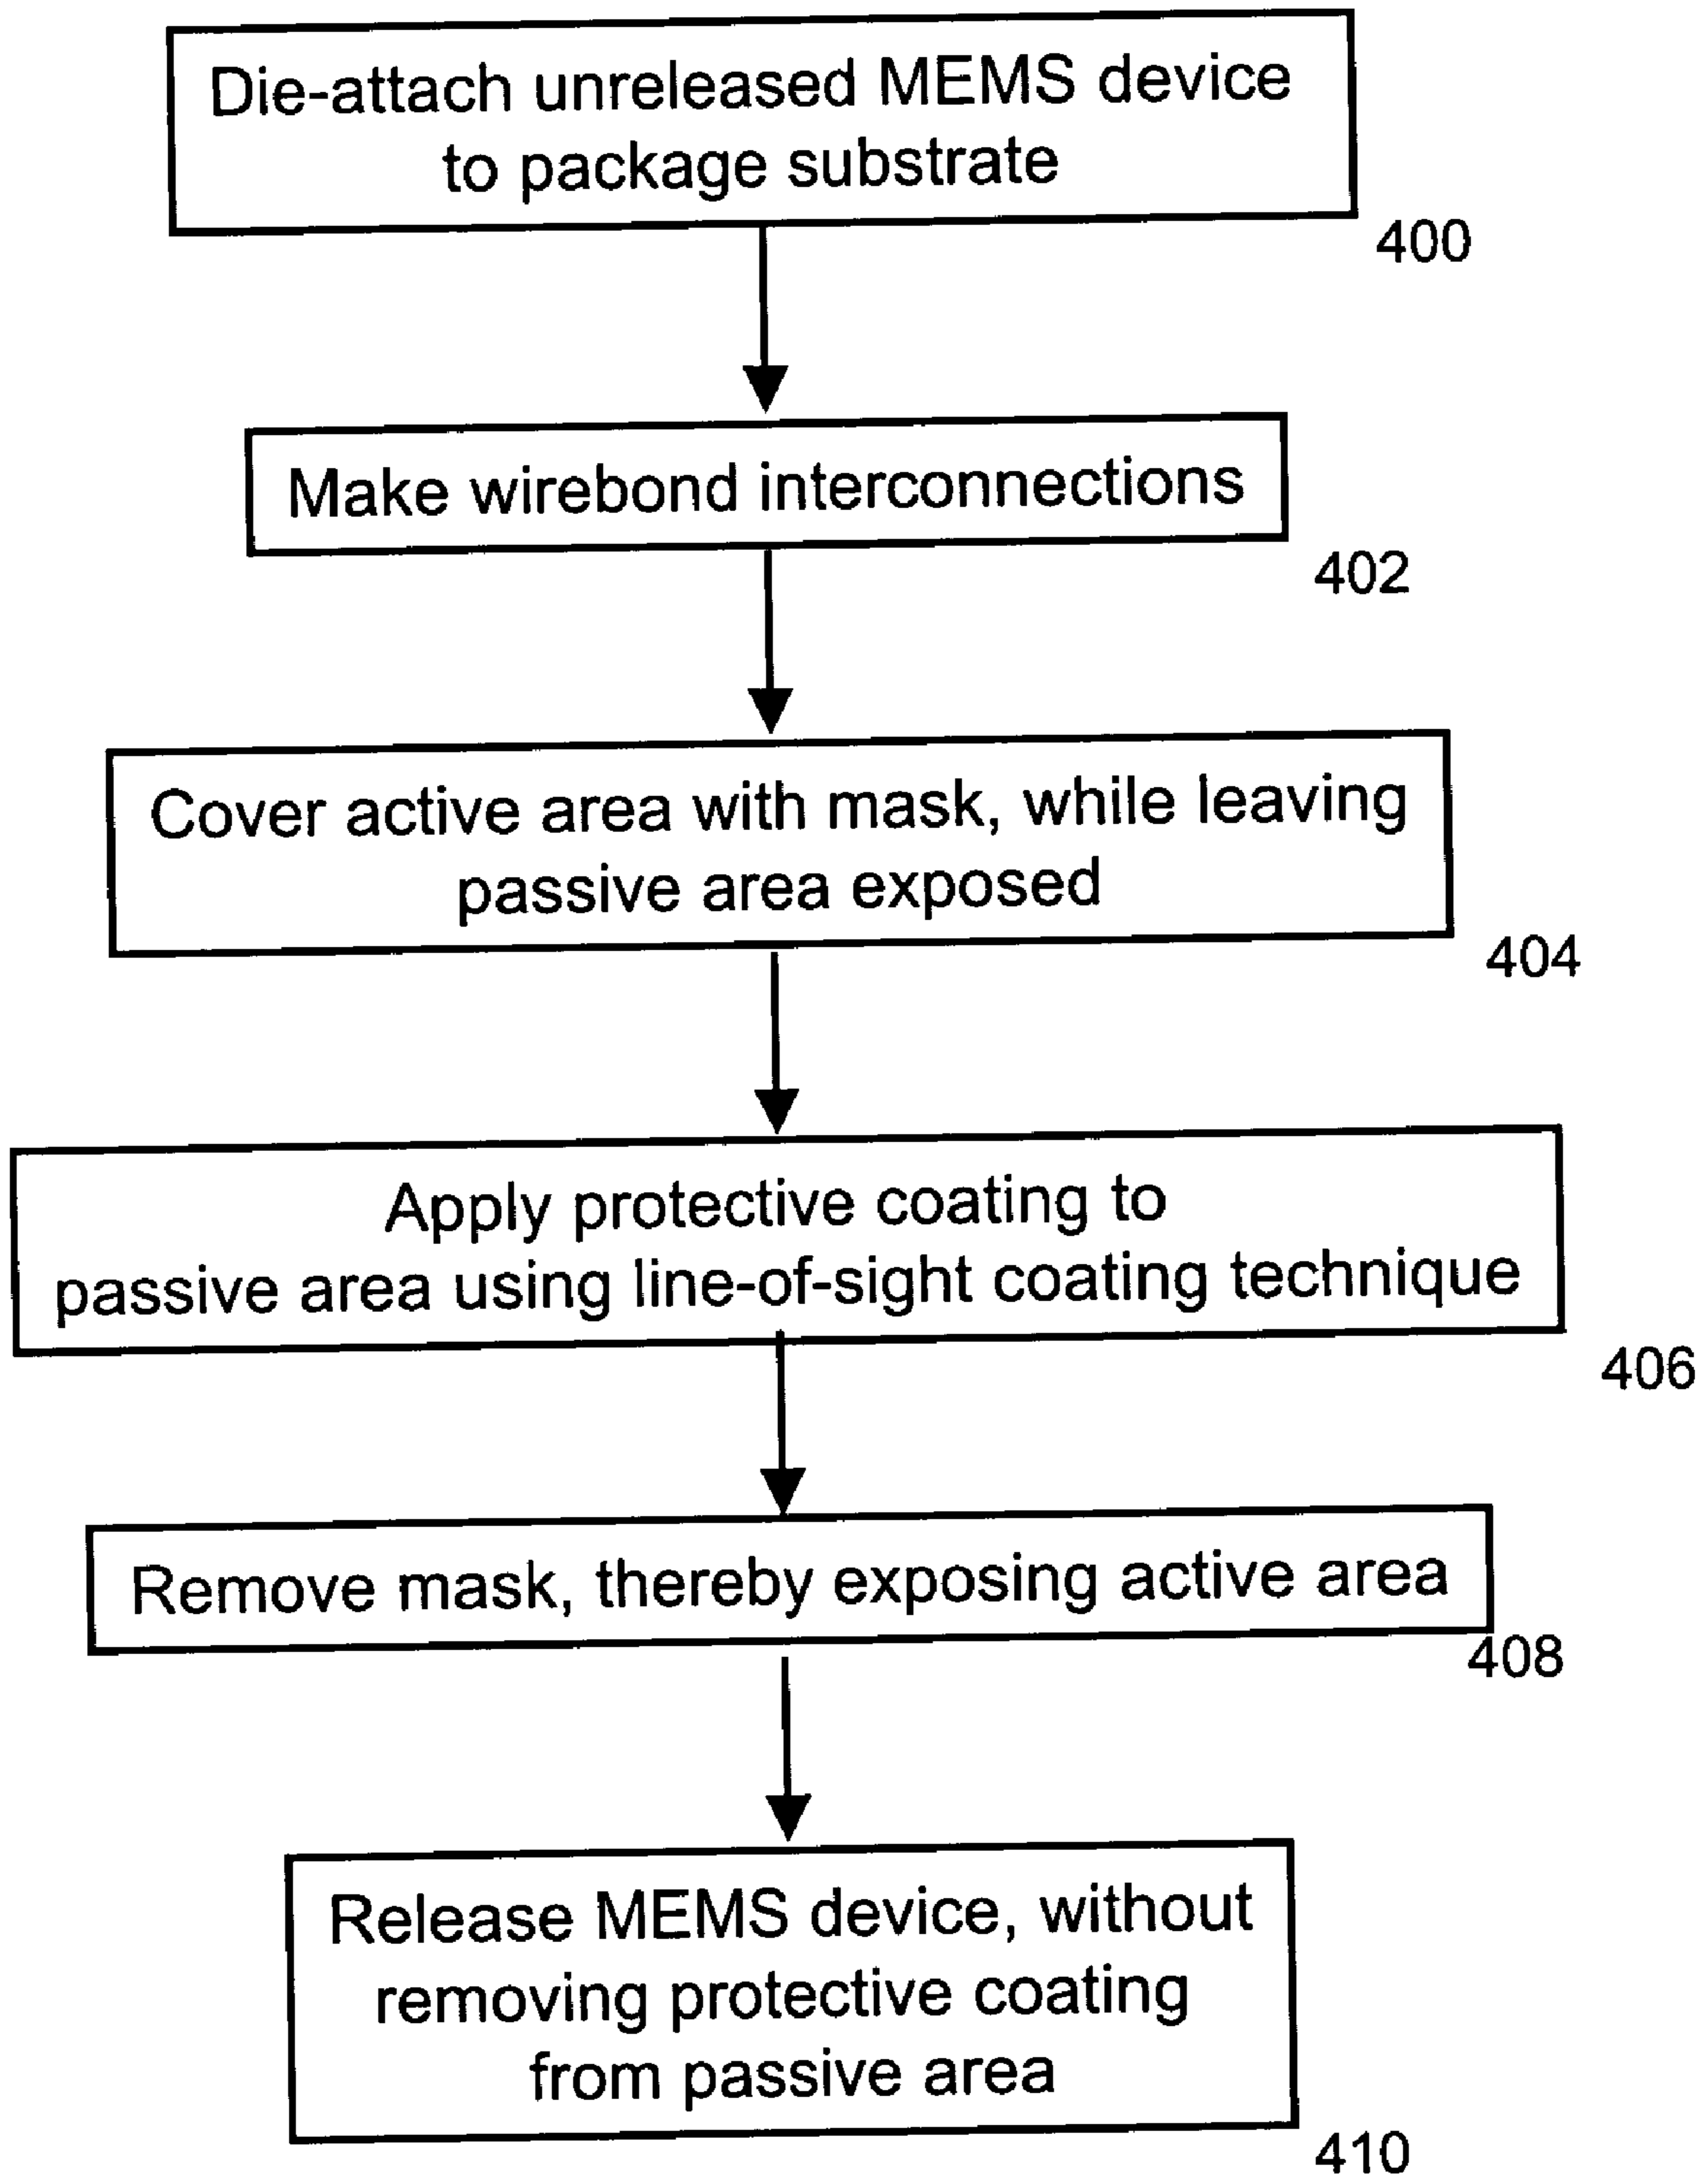 Die-attach unreleased MEMS device
to package substrate
400
Make wirebond interconnections
402
Cover active area with mask, while leaving
passive area exposed
404
Apply protective coating to
passive area using line-of-sight coating technique
406
Remove mask, thereby exposing active area
408
Release MEMS device, without
removing protective coating
from passive area
410